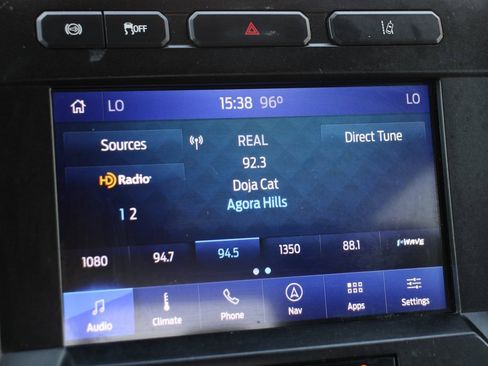 OFF
LO 15:38 96° LO
Sources REAL Direct Tune
92.3
HD Radio Doja Cat
1 2 Agora Hills
1080 94.7 94.5 1350 88.1
Audio Climate Phone Nav Apps Settings